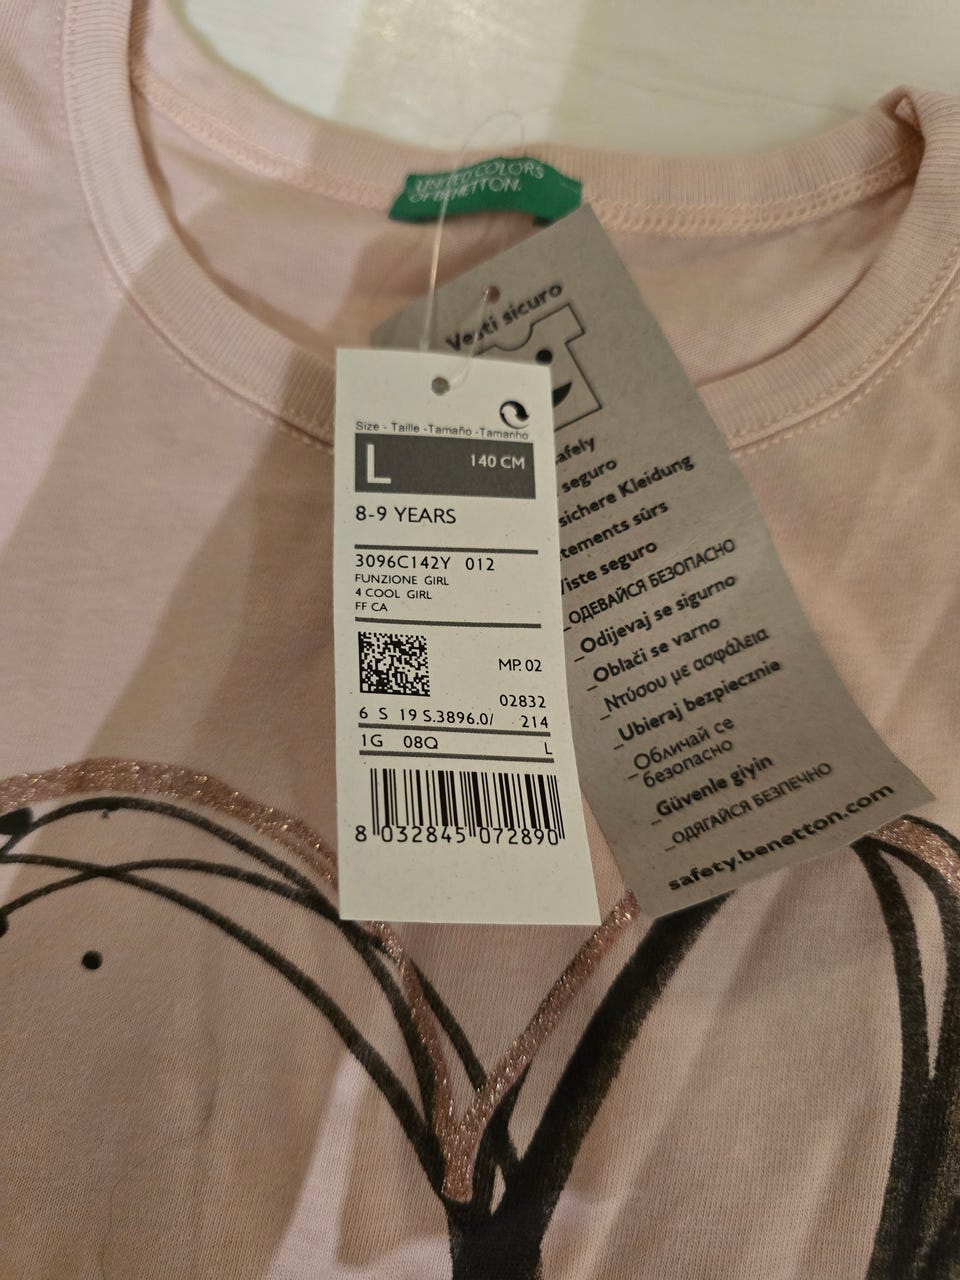 UNITED COLORS
OF BENETTON.
Vesti sicuro
Size - Taille -Tamaño -Tamanho
L 140 CM
8-9 YEARS
3096C142Y 012
FUNZIONE GIRL
4 COOL GIRL
FF CA
MP. 02
02832
6 S 19 S.3896.0/ 214
1G 08Q L
8 032845 072890
afely
seguro
sichere Kleidung
tements sûrs
Viste seguro
_ОДЕВАЙСЯ БЕЗОПАСНО
_Odijevaj se sigurno
_Oblači se varno
_Ντύσου με ασφάλεια
_Ubieraj bezpiecznie
_Обличай се
безопасно
_Güvenle giyin
_ОДЯГАЙСЯ БЕЗПЕЧНО
safety.benetton.com